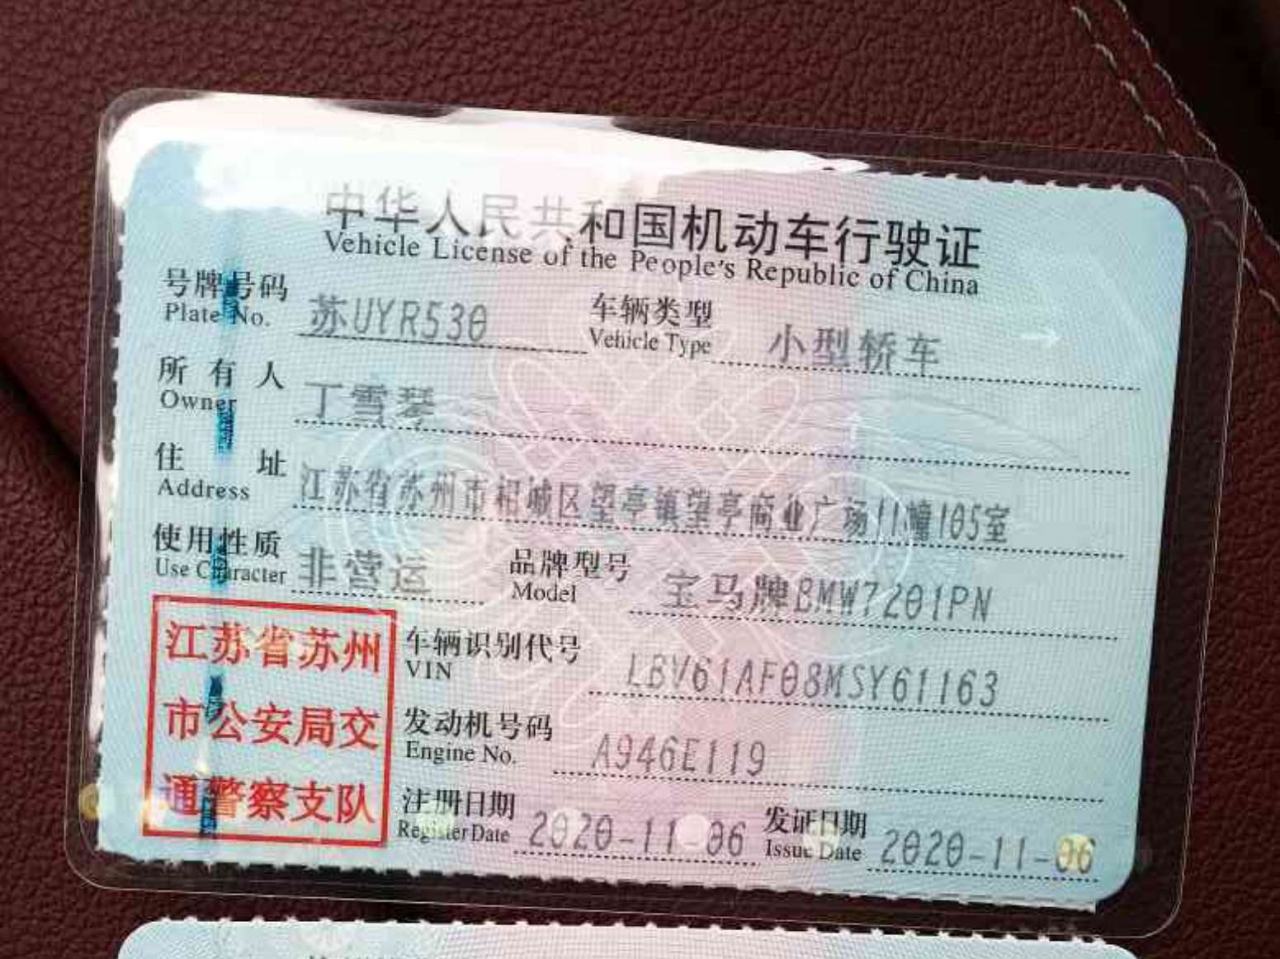 中华人民共和国机动车行驶证
Vehicle License of the People's Republic of China
号牌号码 苏UYR530 车辆类型 小型轿车
Plate No. Vehicle Type
所有人 丁雪琴
Owner
住址 江苏省苏州市相城区望亭镇望亭商业广场11幢105室
Address
使用性质 非营运 品牌型号 宝马牌BMW7201PN
Use Character Model
江苏省苏州
市公安局交
通警察支队
车辆识别代号 LBV61AF08MSY61163
VIN
发动机号码 A946E119
Engine No.
注册日期 2020-11-06 发证日期 2020-11-06
Register Date Issue Date